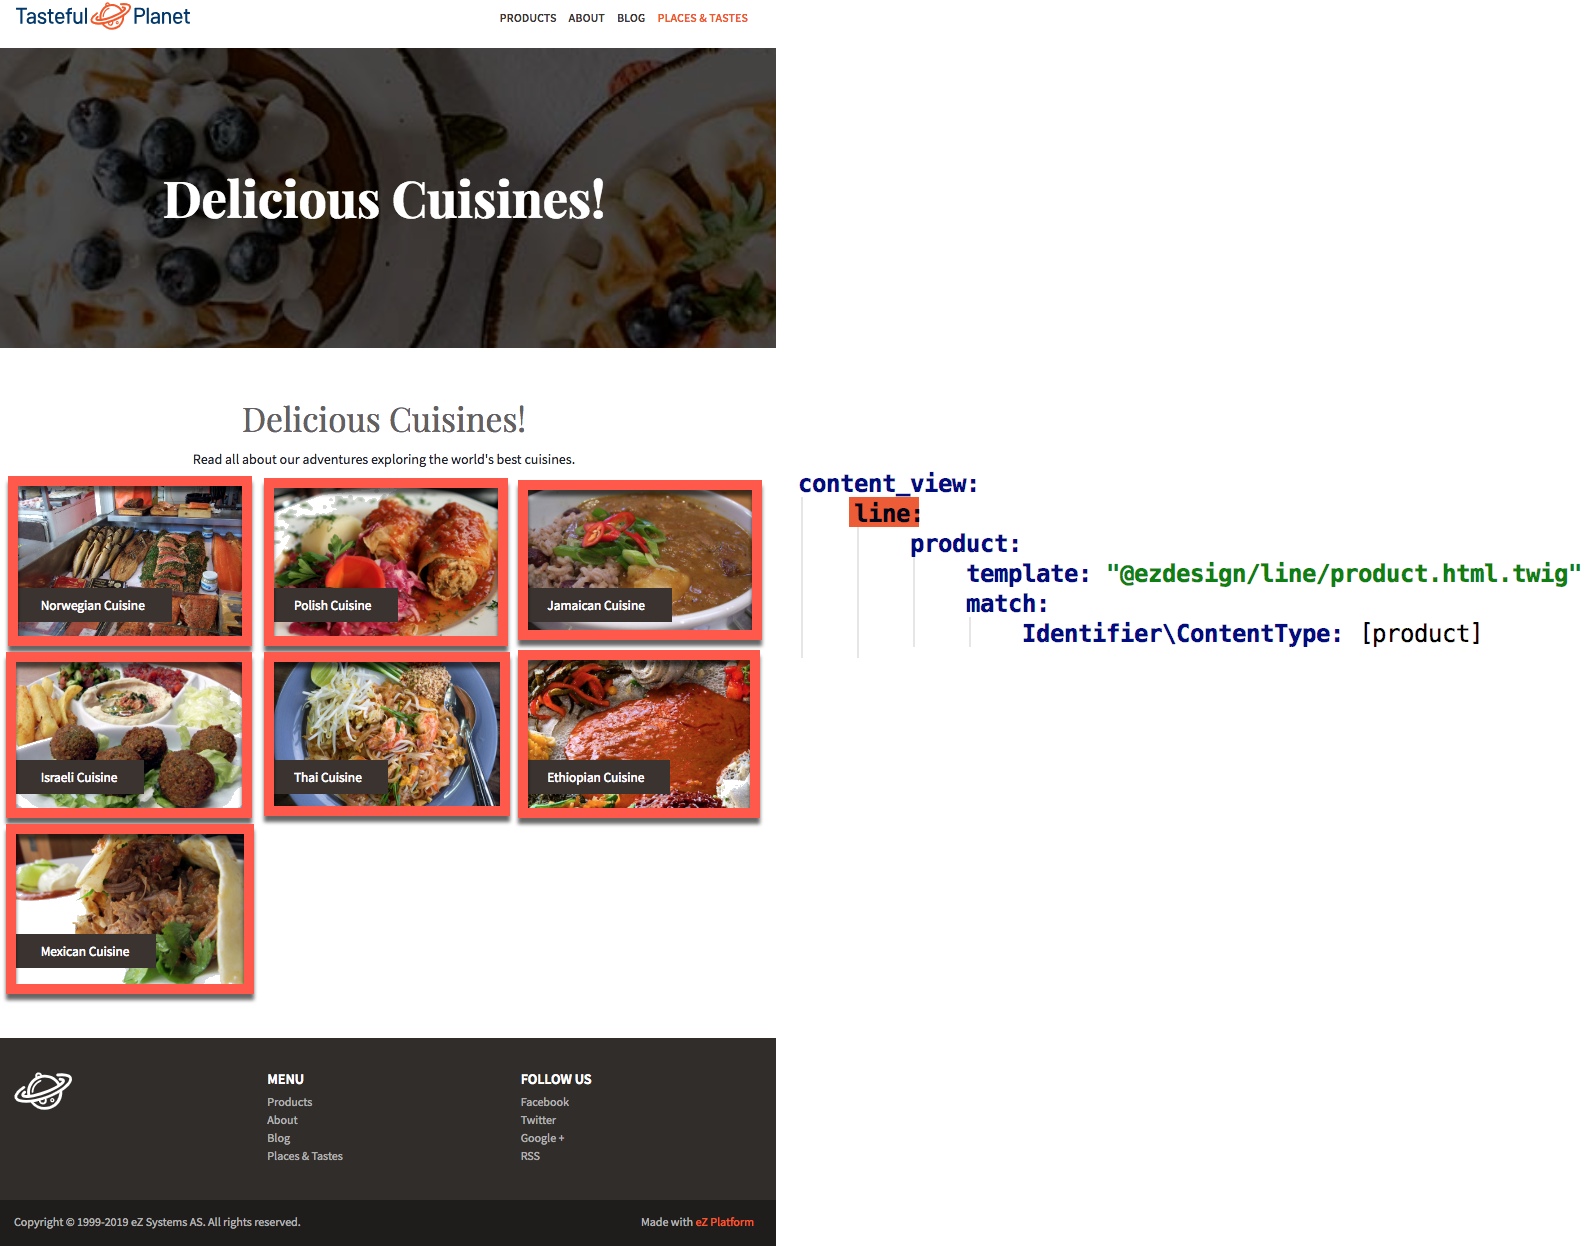 Tasteful Planet
PRODUCTS ABOUT BLOG PLACES & TASTES
Delicious Cuisines!
Delicious Cuisines!
Read all about our adventures exploring the world's best cuisines.
Norwegian Cuisine
Polish Cuisine
Jamaican Cuisine
Israeli Cuisine
Thai Cuisine
Ethiopian Cuisine
Mexican Cuisine
content_view:
line:
product:
template: "@ezdesign/line/product.html.twig"
match:
Identifier\ContentType: [product]
MENU
Products
About
Blog
Places & Tastes
FOLLOW US
Facebook
Twitter
Google +
RSS
Copyright © 1999-2019 eZ Systems AS. All rights reserved.
Made with eZ Platform